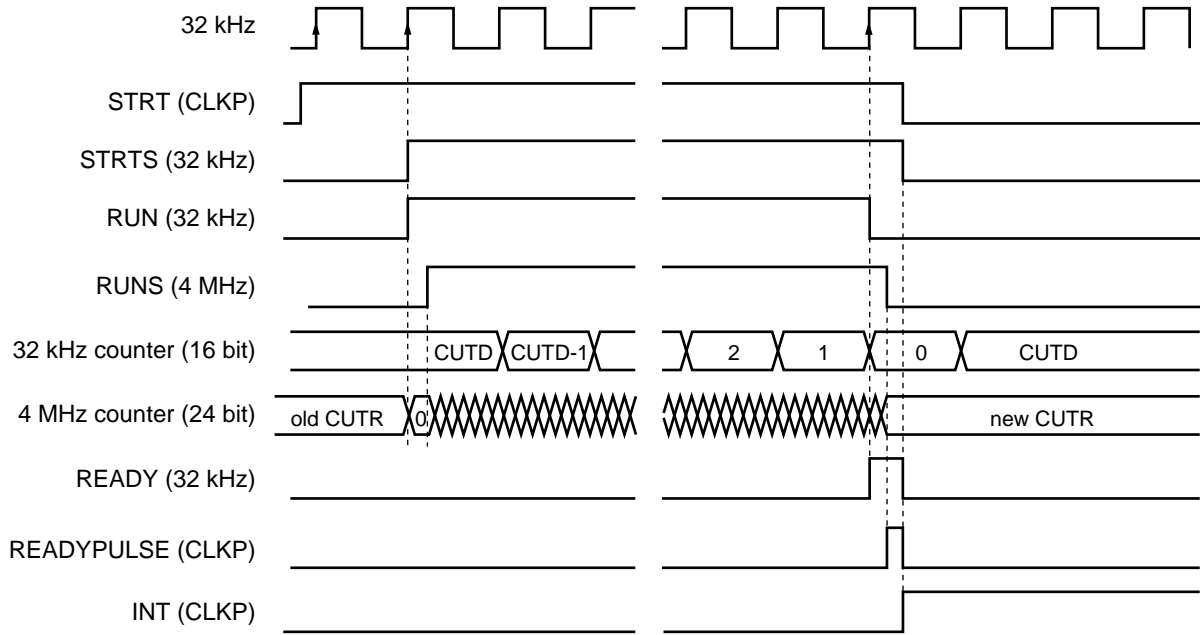 32 kHz
STRT (CLKP)
STRTS (32 kHz)
RUN (32 kHz)
RUNS (4 MHz)
32 kHz counter (16 bit) CUTD CUTD-1 2 1 0 CUTD
4 MHz counter (24 bit) old CUTR 0 new CUTR
READY (32 kHz)
READYPULSE (CLKP)
INT (CLKP)